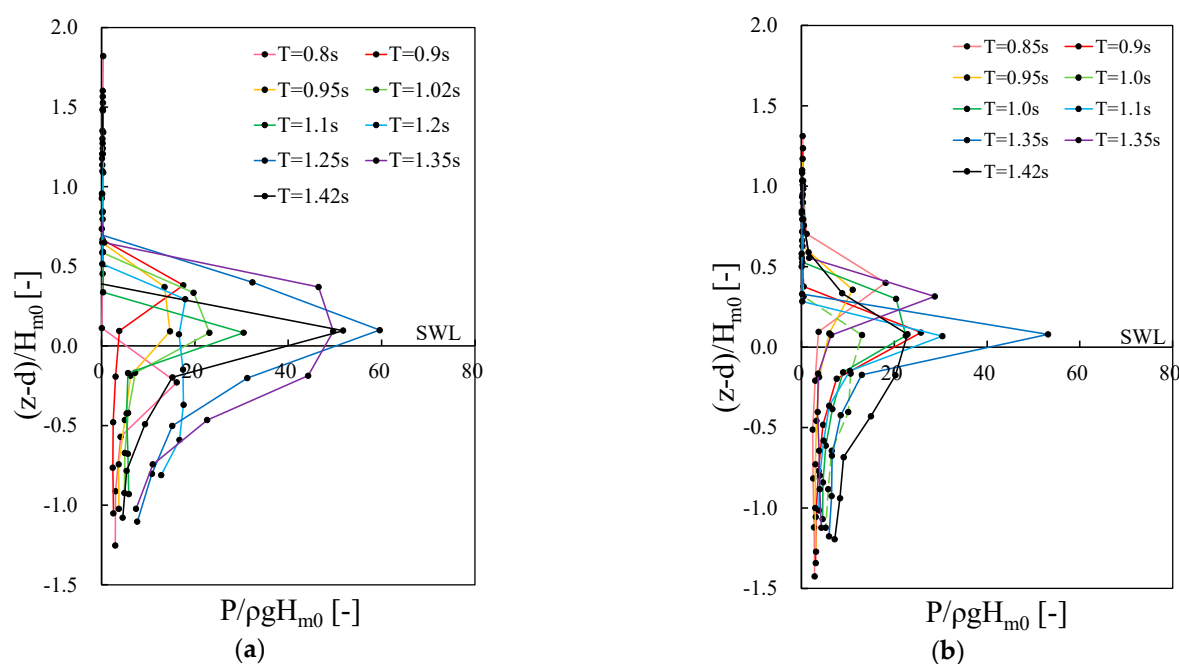 2.0
1.5
1.0
0.5
0.0
-0.5
-1.0
-1.5
0 20 40 60 80
(z-d)/Hm0 [-]
P/ρgHm0 [-]
SWL
T=0.8s T=0.9s
T=0.95s T=1.02s
T=1.1s T=1.2s
T=1.25s T=1.35s
T=1.42s
(a)
2.0
1.5
1.0
0.5
0.0
-0.5
-1.0
-1.5
0 20 40 60 80
(z-d)/Hm0 [-]
P/ρgHm0 [-]
SWL
T=0.85s T=0.9s
T=0.95s T=1.0s
T=1.0s T=1.1s
T=1.35s T=1.35s
T=1.42s
(b)